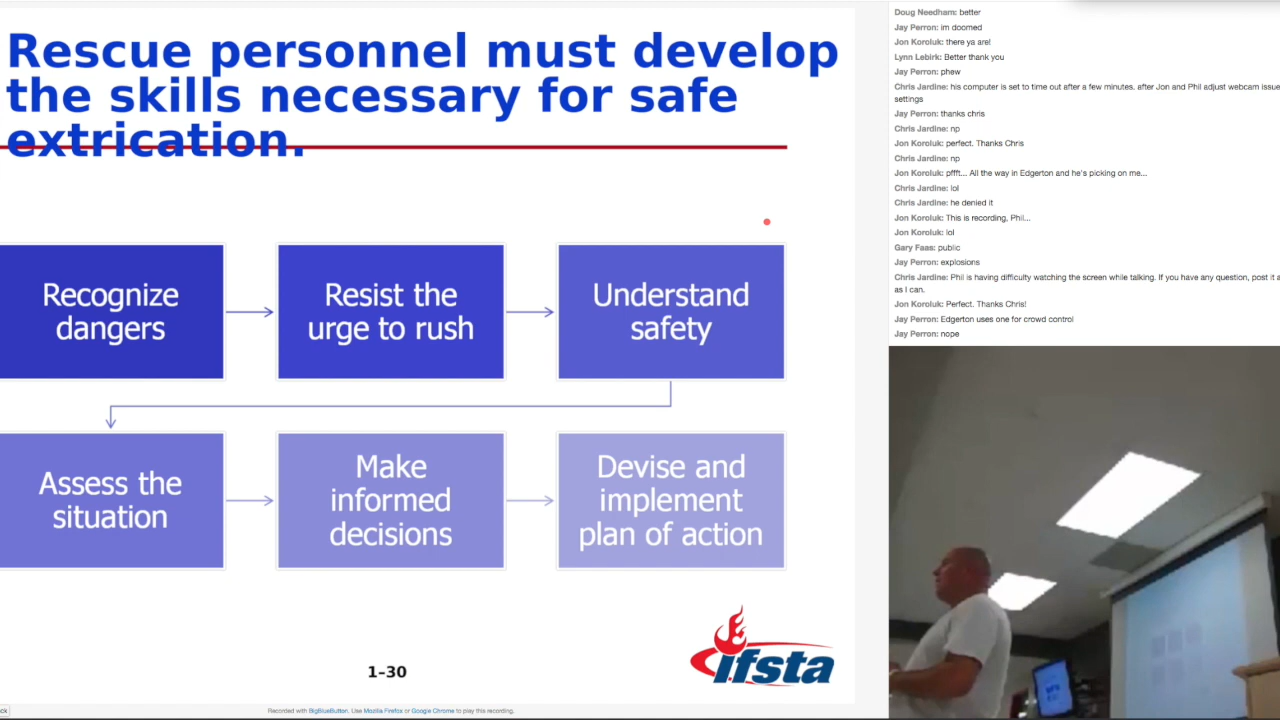 Rescue personnel must develop
the skills necessary for safe
extrication.
Recognize
dangers
Resist the
urge to rush
Understand
safety
Assess the
situation
Make
informed
decisions
Devise and
implement
plan of action
ifsta
1-30
Recorded with BigBlueButton. Use Mozilla Firefox or Google Chrome to play this recording.
Doug Needham: better
Jay Perron: im doomed
Jon Koroluk: there ya are!
Lynn Lebirk: Better thank you
Jay Perron: phew
Chris Jardine: his computer is set to time out after a few minutes. after Jon and Phil adjust webcam issue
settings
Jay Perron: thanks chris
Chris Jardine: np
Jon Koroluk: perfect. Thanks Chris
Chris Jardine: np
Jon Koroluk: pffft... All the way in Edgerton and he's picking on me...
Chris Jardine: lol
Chris Jardine: he denied it
Jon Koroluk: This is recording, Phil...
Jon Koroluk: lol
Gary Faas: public
Jay Perron: explosions
Chris Jardine: Phil is having difficulty watching the screen while talking. If you have any question, post it a
as I can.
Jon Koroluk: Perfect. Thanks Chris!
Jay Perron: Edgerton uses one for crowd control
Jay Perron: nope